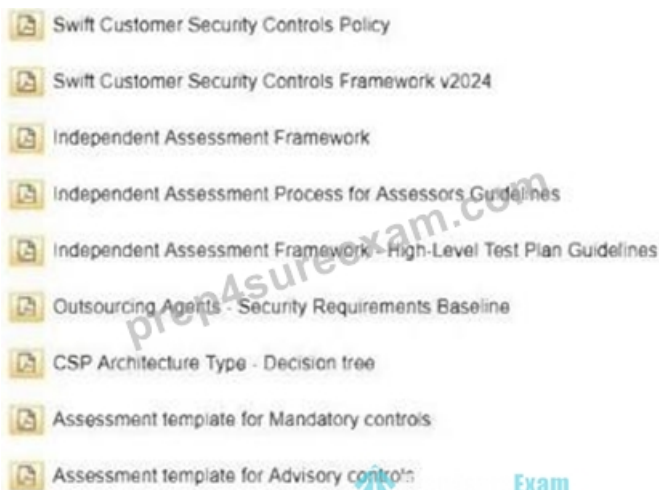 Swift Customer Security Controls Policy
Swift Customer Security Controls Framework v2024
Independent Assessment Framework
Independent Assessment Process for Assessors Guidelines
Independent Assessment Framework - High-Level Test Plan Guidelines
Outsourcing Agents - Security Requirements Baseline
CSP Architecture Type - Decision tree
Assessment template for Mandatory controls
Assessment template for Advisory controls
prep4sureexam.com
Exam